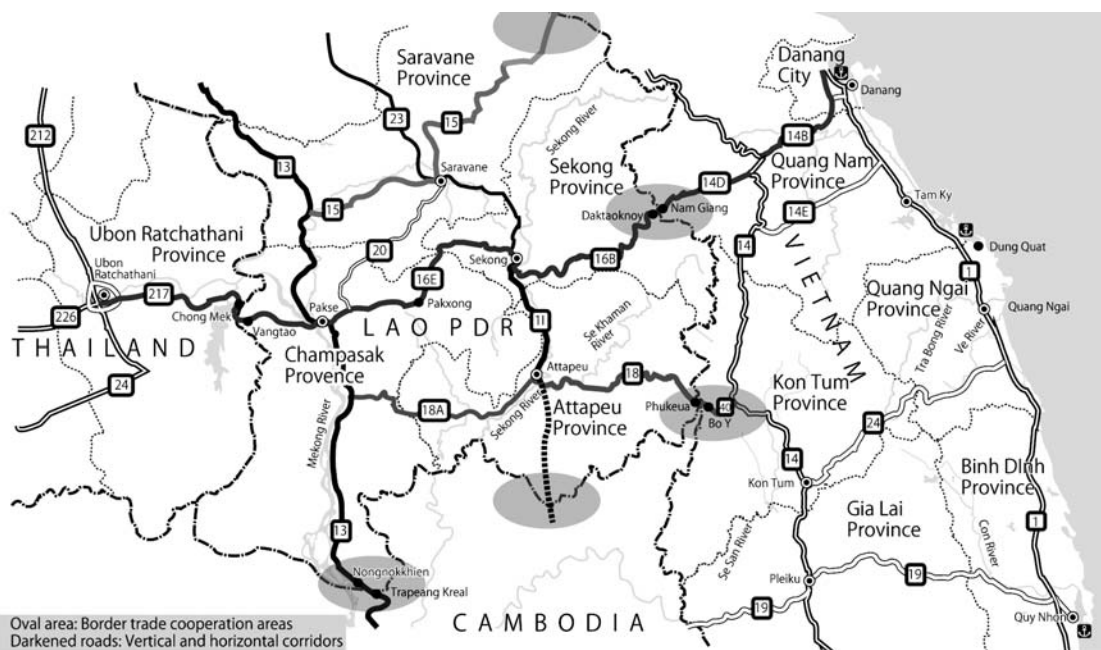 Saravane
Province
Danang
City
Danang
212
23
15
Sekong River
14B
13
Saravane
Sekong
Province
14D
Quang Nam
Province
Nam Giang
Daktaoknoy
Tam Ky
15
14E
Ubon Ratchathani
Province
20
14
VIETNAM
Dung Quat
Ubon
Ratchathani
Sekong
16B
16E
1
217
Quang Ngai
Province
Chong Mek
Pakxong
Pakse
Quang Ngai
226
Vangtao
LAO PDR
11
Se Khaman
River
Tra Bong River
Ve River
THAILAND
Champasak
Provence
Attapeu
18
Kon Tum
Province
24
18A
Sekong River
Attapeu
Province
Phukeua
40
Bo Y
24
Mekong River
14
Kon Tum
Binh DInh
Province
Gia Lai
Province
13
Se San River
Con River
1
Nongnokkhien
Trapeang Kreal
Pleiku
19
19
CAMBODIA
Quy Nhon
Oval area: Border trade cooperation areas
Darkened roads: Vertical and horizontal corridors